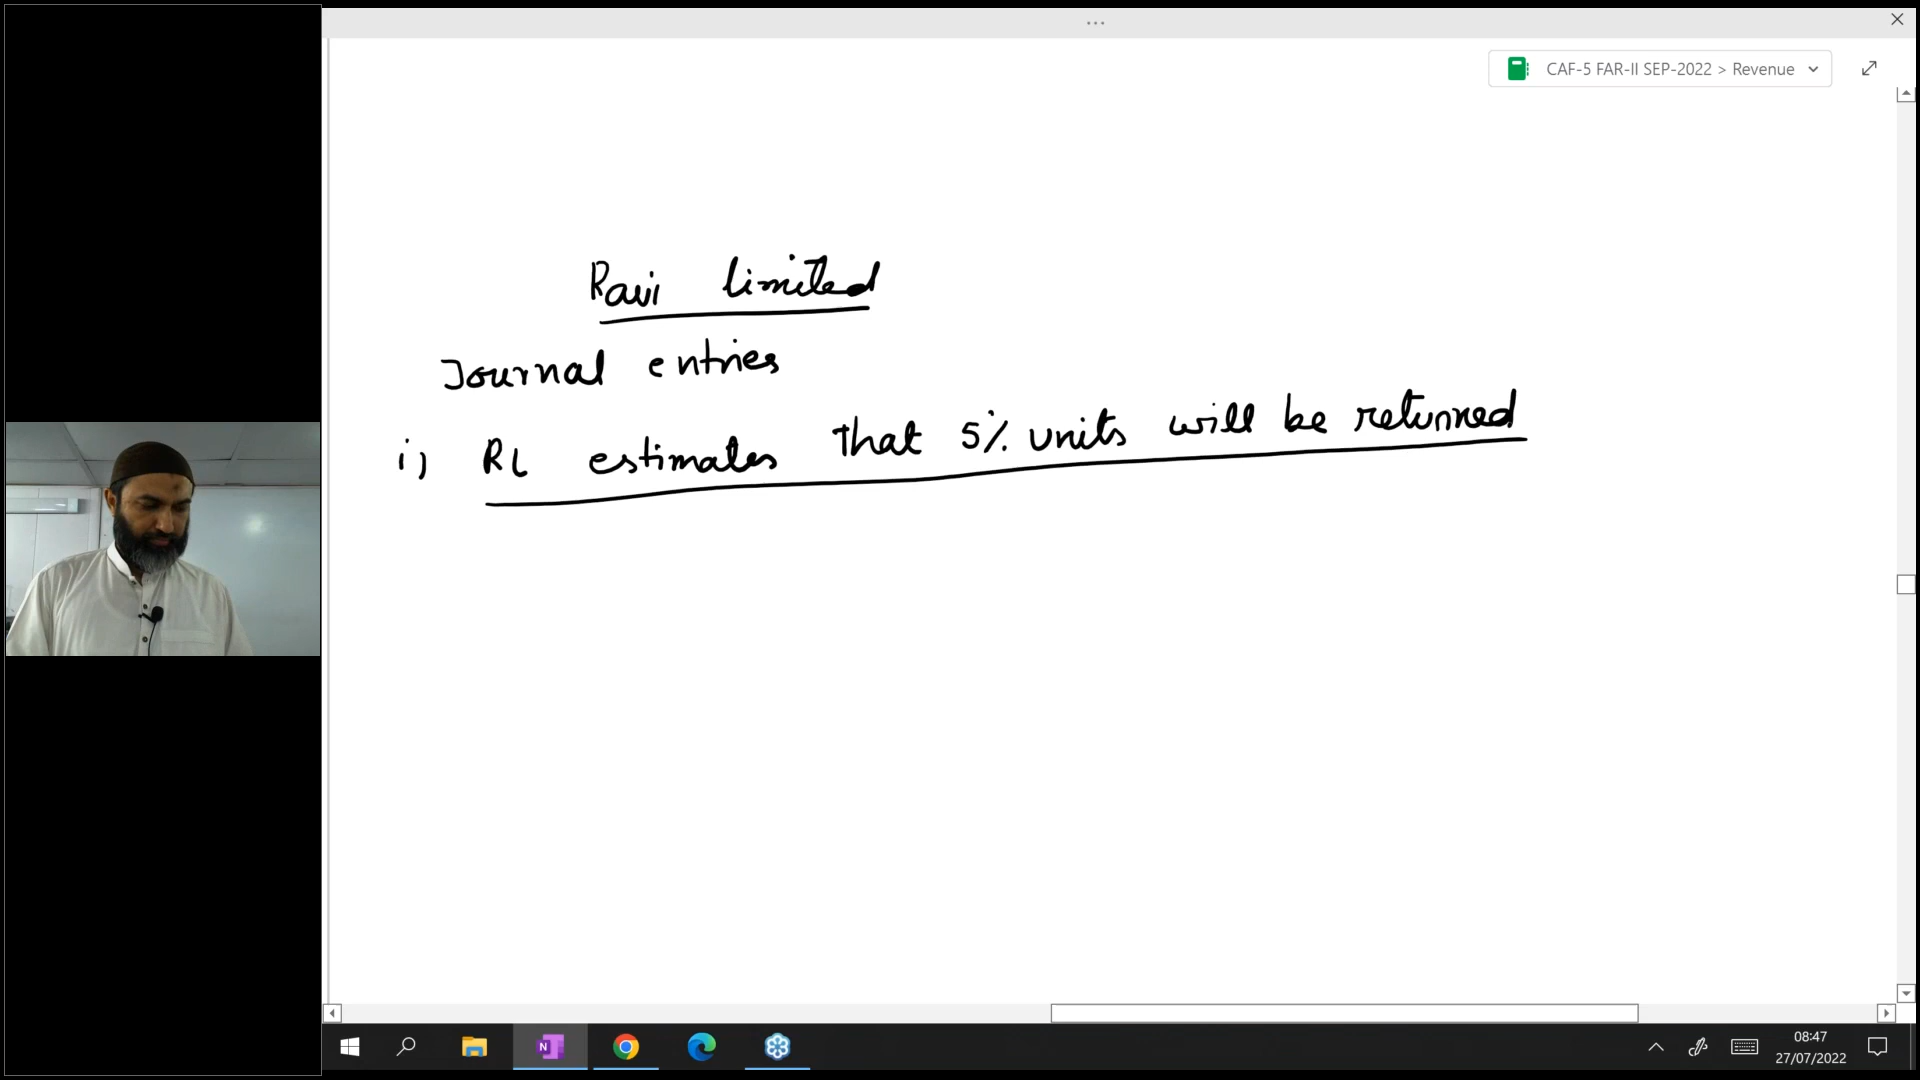 CAF-5 FAR-II SEP-2022 > Revenue
Ravi limited
Journal entries
i) RL estimates that 5% units will be returned
08:47
27/07/2022